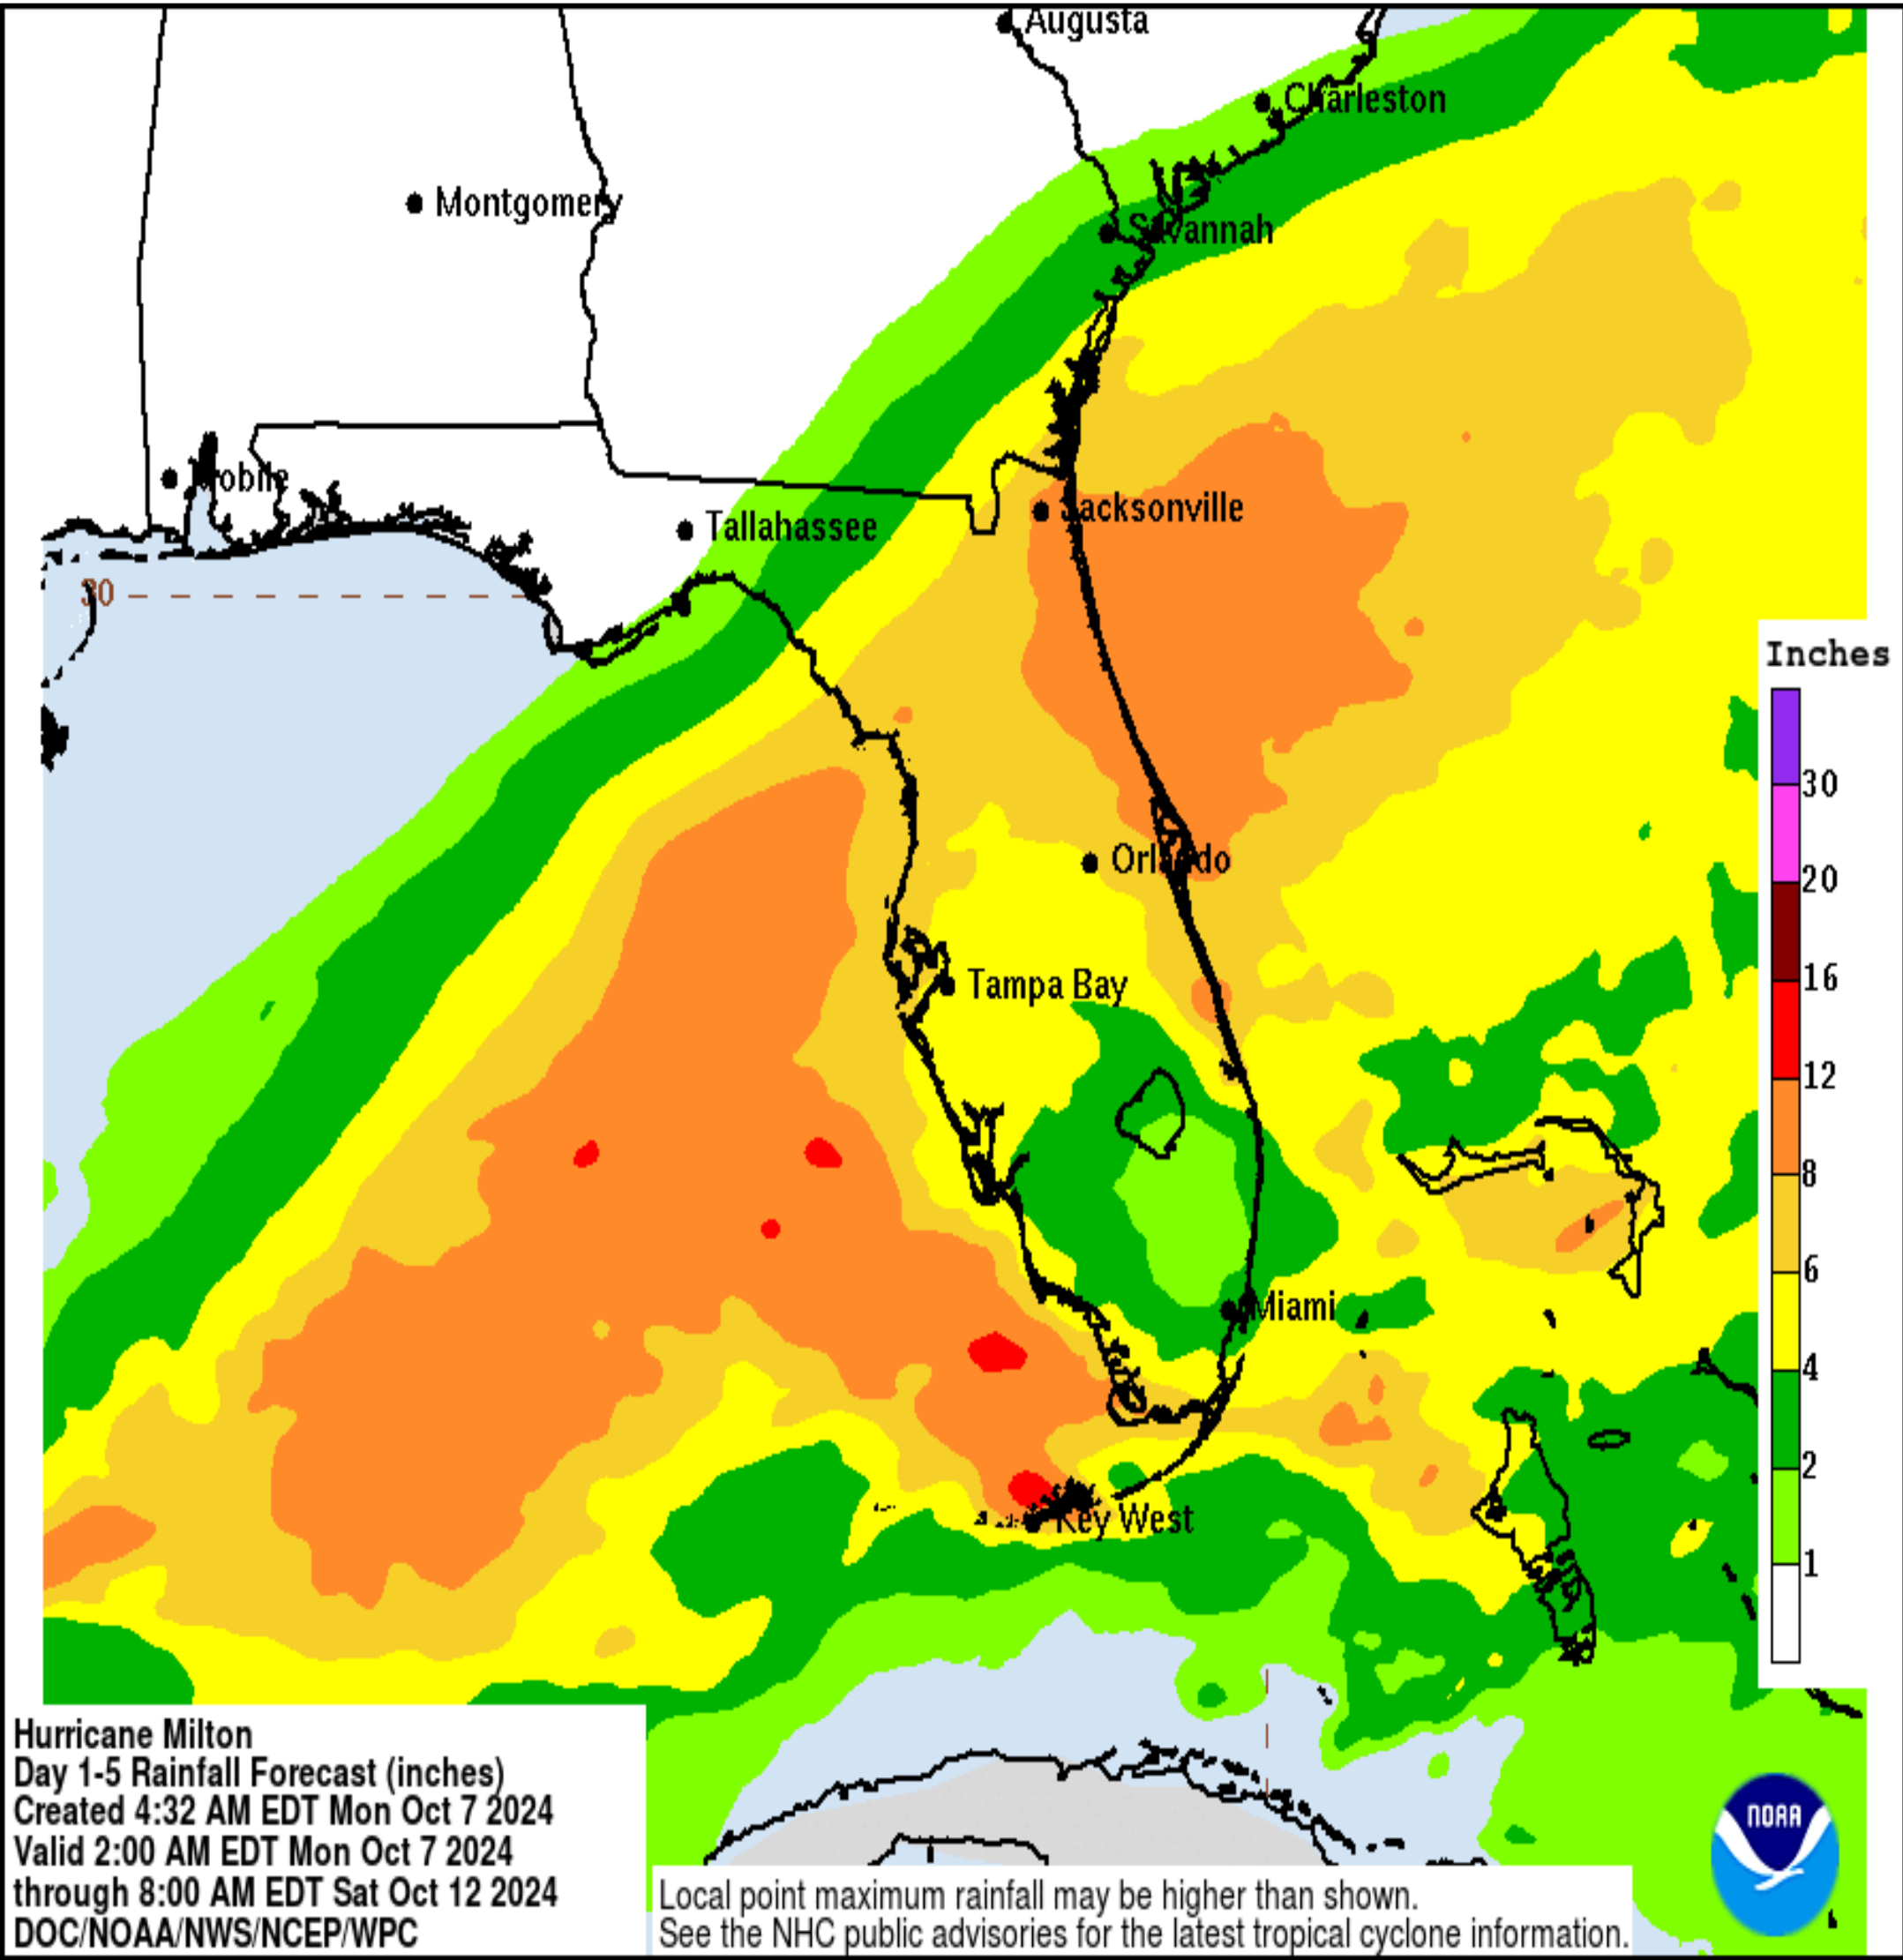 Augusta
Charleston
Montgomery
Savannah
Mobile
Jacksonville
Tallahassee
30
Inches
30
Orlando
20
Tampa Bay
16
12
8
6
Miami
4
2
Key West
1
Hurricane Milton
Day 1-5 Rainfall Forecast (inches)
Created 4:32 AM EDT Mon Oct 7 2024
Valid 2:00 AM EDT Mon Oct 7 2024
through 8:00 AM EDT Sat Oct 12 2024
DOC/NOAA/NWS/NCEP/WPC
Local point maximum rainfall may be higher than shown.
See the NHC public advisories for the latest tropical cyclone information.
NOAA